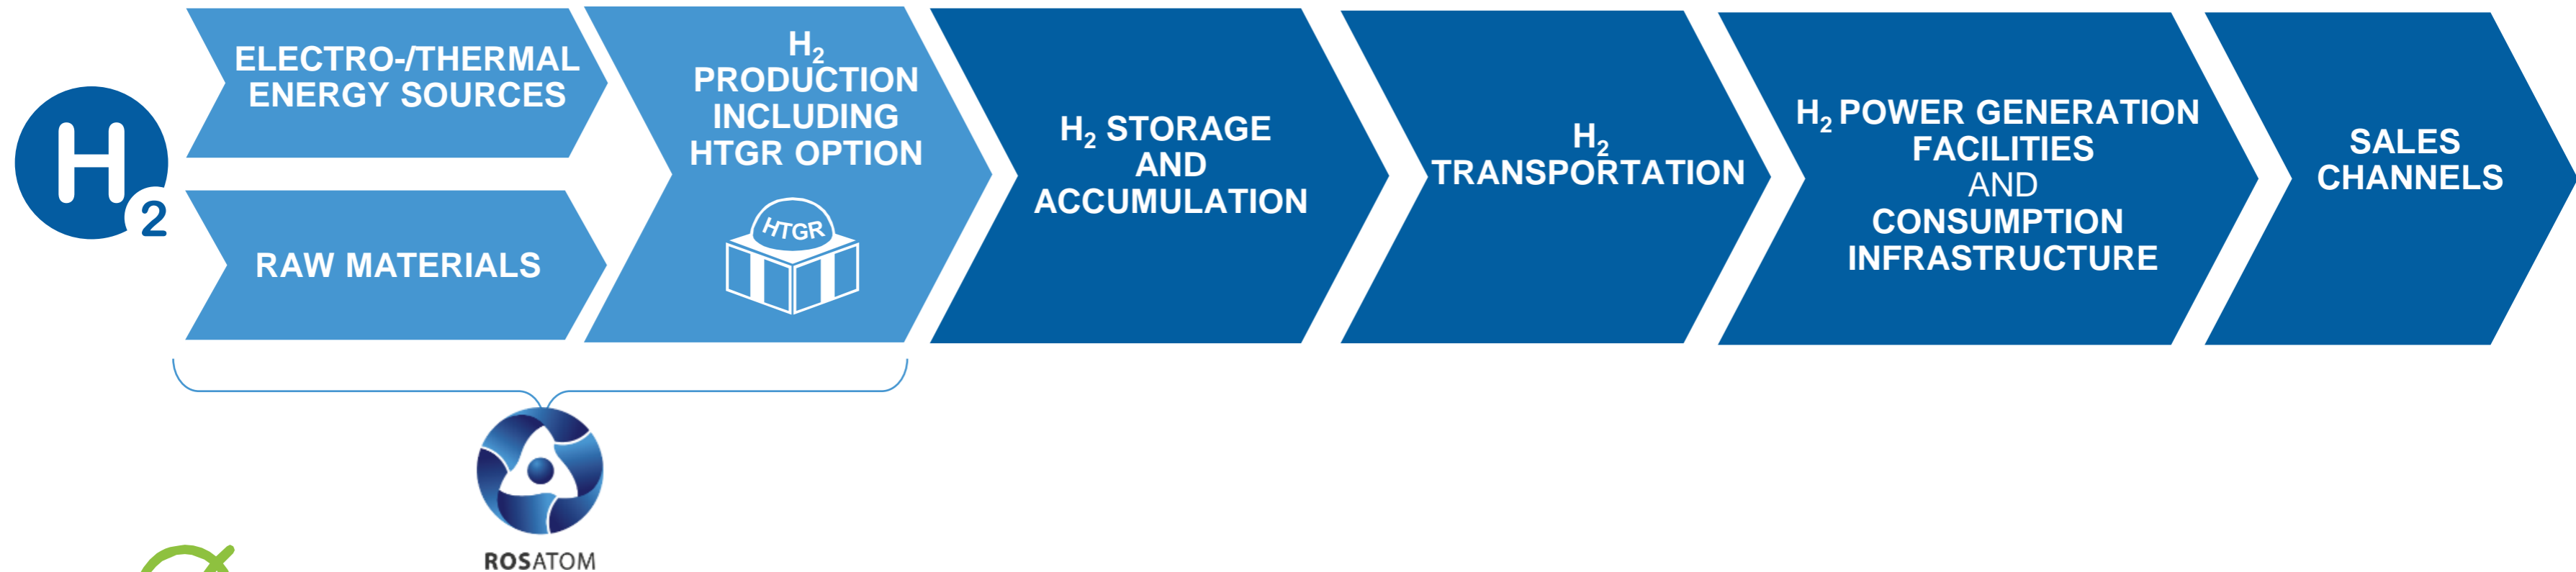 H2
ELECTRO-/THERMAL
ENERGY SOURCES
RAW MATERIALS
H2
PRODUCTION
INCLUDING
HTGR OPTION
HTGR
H2 STORAGE
AND
ACCUMULATION
H2
TRANSPORTATION
H2 POWER GENERATION
FACILITIES
AND
CONSUMPTION
INFRASTRUCTURE
SALES
CHANNELS
ROSATOM